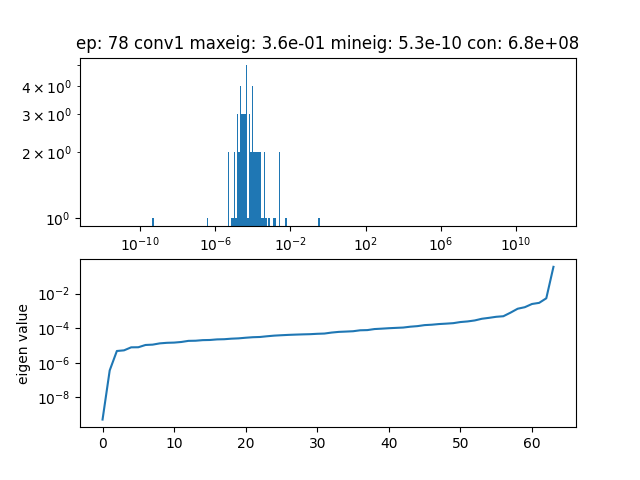 ep: 78 conv1 maxeig: 3.6e-01 mineig: 5.3e-10 con: 6.8e+08
4 × 10⁰
3 × 10⁰
2 × 10⁰
10⁰
10⁻¹⁰ 10⁻⁶ 10⁻² 10² 10⁶ 10¹⁰
eigen value
10⁻²
10⁻⁴
10⁻⁶
10⁻⁸
0 10 20 30 40 50 60